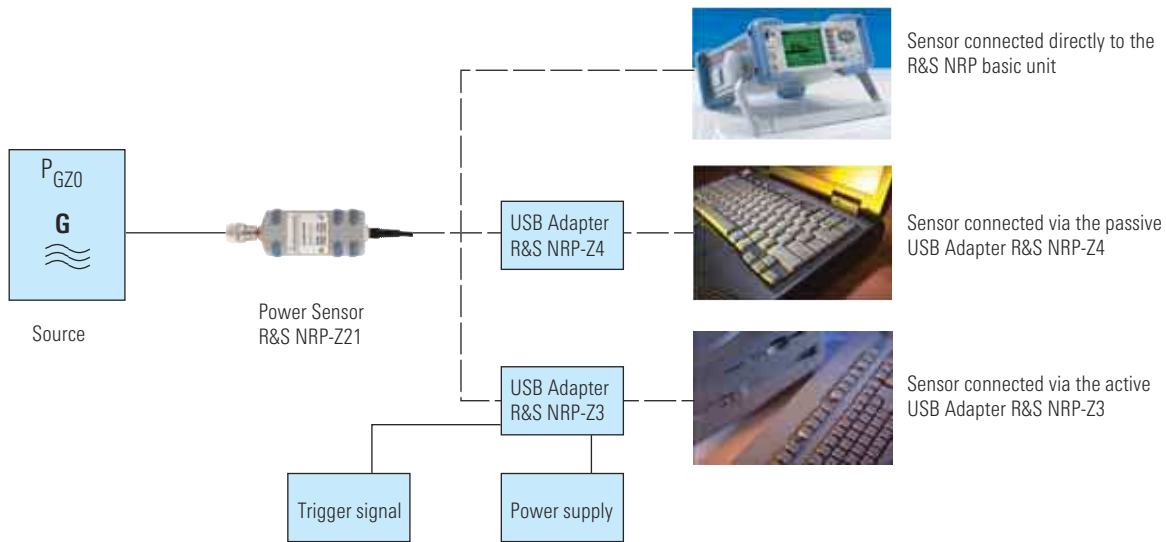 Sensor connected directly to the
R&S NRP basic unit
P_GZ0
G
Source
Power Sensor
R&S NRP-Z21
USB Adapter
R&S NRP-Z4
Sensor connected via the passive
USB Adapter R&S NRP-Z4
USB Adapter
R&S NRP-Z3
Sensor connected via the active
USB Adapter R&S NRP-Z3
Trigger signal
Power supply